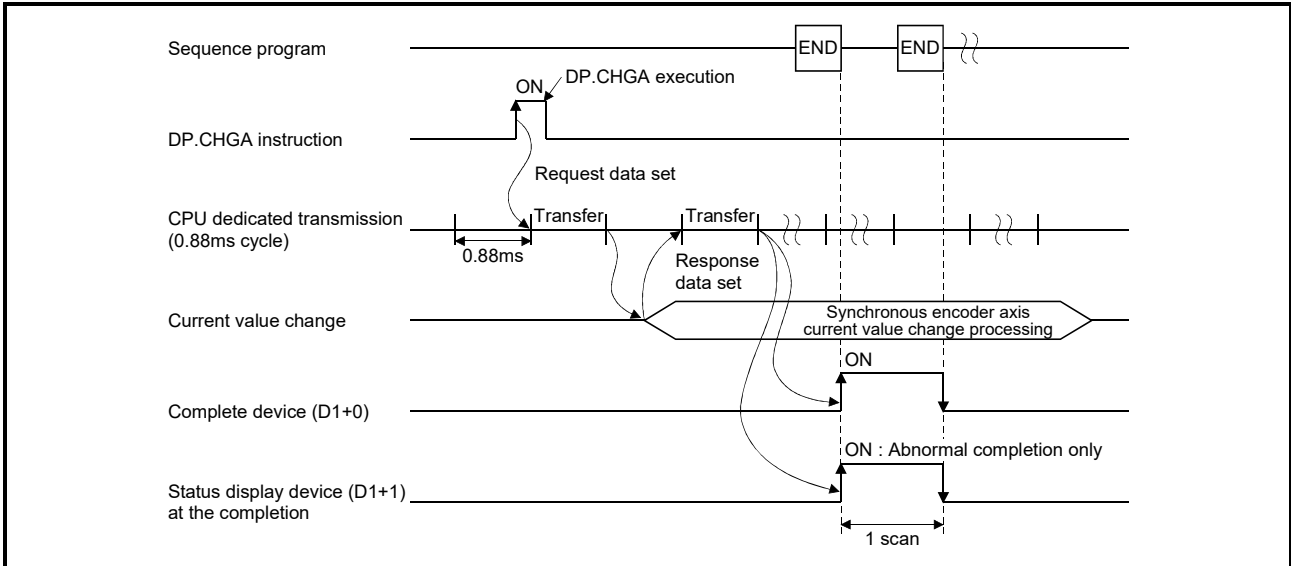 Sequence program
END
END
ON
DP.CHGA execution
DP.CHGA instruction
Request data set
CPU dedicated transmission
(0.88ms cycle)
Transfer
Transfer
0.88ms
Response
data set
Current value change
Synchronous encoder axis
current value change processing
ON
Complete device (D1+0)
ON : Abnormal completion only
Status display device (D1+1)
at the completion
1 scan